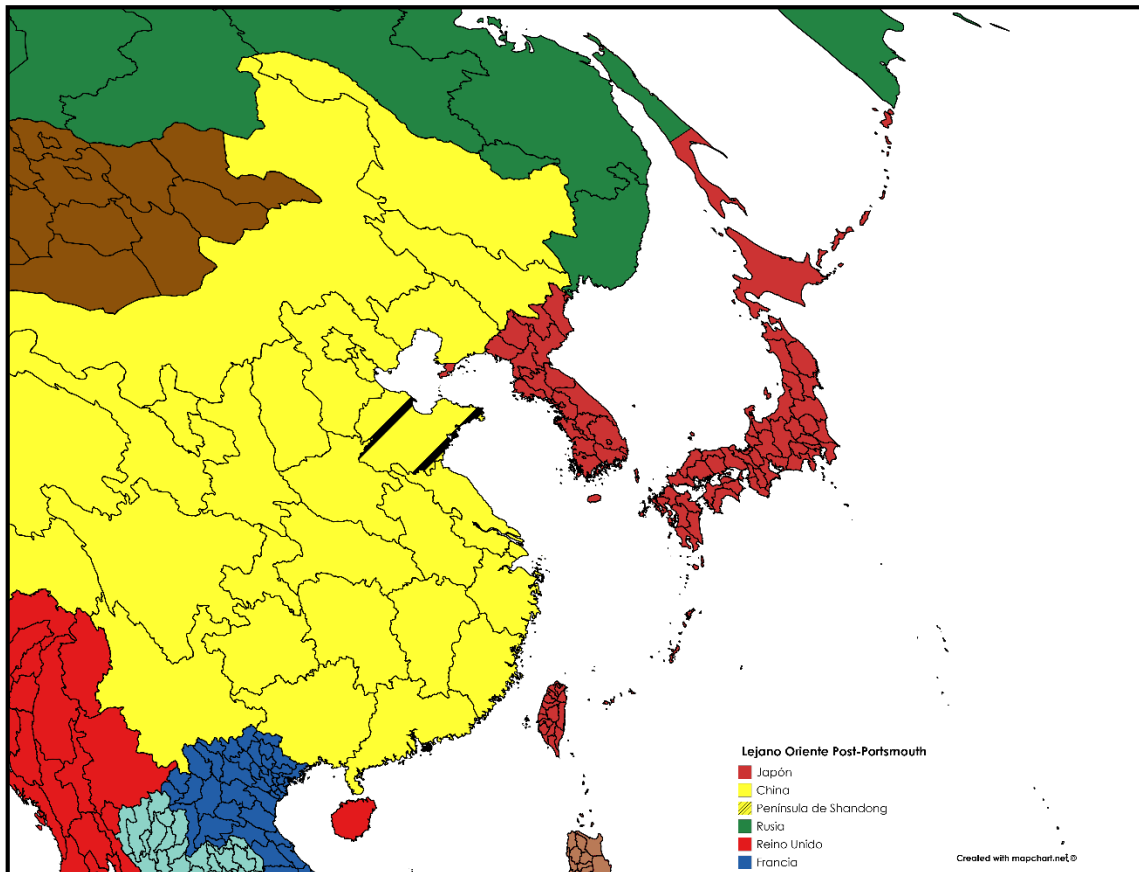 Lejano Oriente Post-Portsmouth
Japón
China
Península de Shandong
Rusia
Reino Unido
Francia
Created with mapchart.net ©